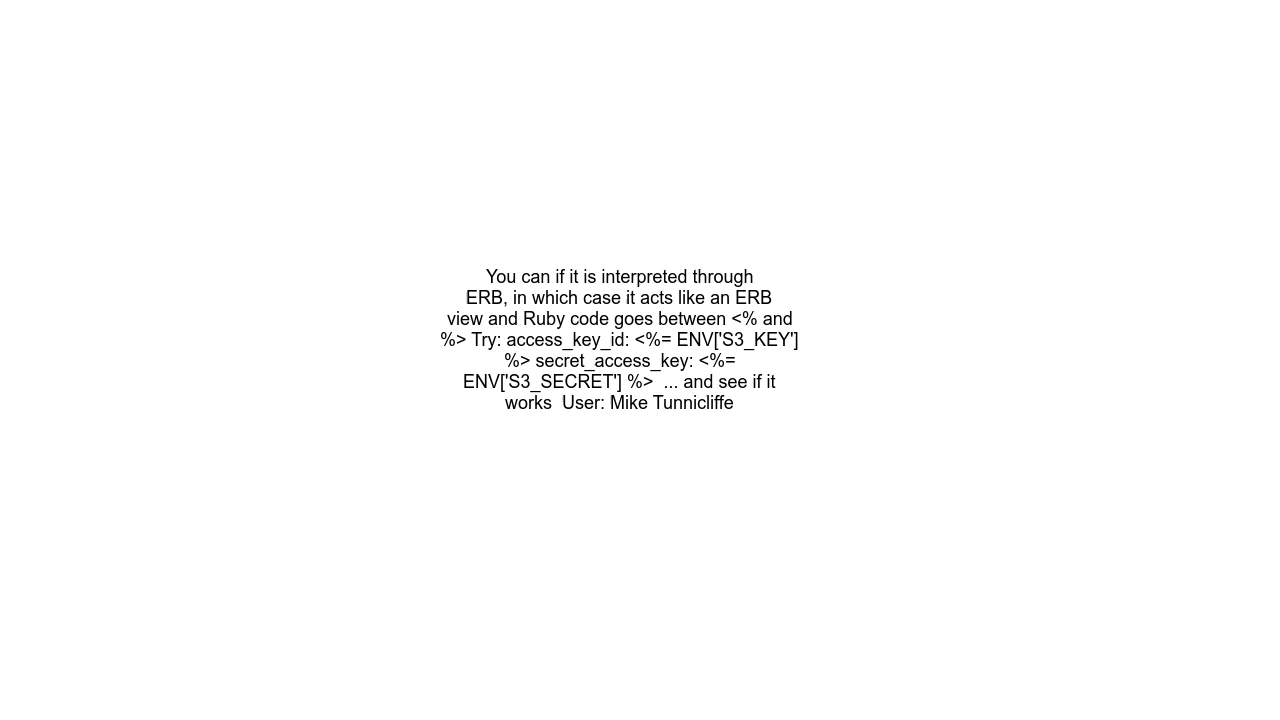 You can if it is interpreted through
ERB, in which case it acts like an ERB
view and Ruby code goes between <% and
%> Try: access_key_id: <%= ENV['S3_KEY']
%> secret_access_key: <%=
ENV['S3_SECRET'] %>  ... and see if it
works  User: Mike Tunnicliffe